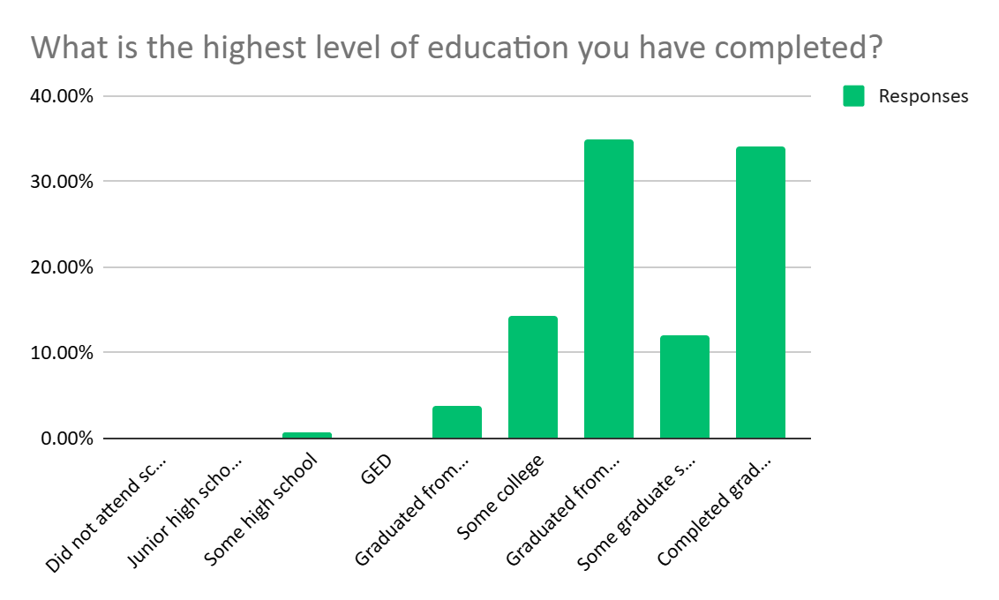 What is the highest level of education you have completed?
Responses
40.00%
30.00%
20.00%
10.00%
0.00%
Did not attend sc...
Junior high scho...
Some high school
GED
Graduated from...
Some college
Graduated from...
Some graduate s...
Completed grad...